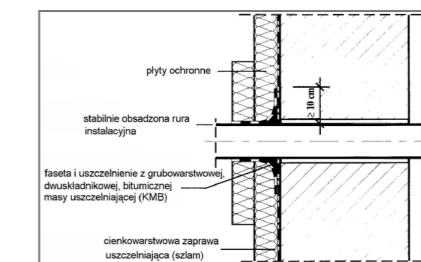 płyty ochronne
≥ 10 cm
stabilnie obsadzona rura
instalacyjna
faseta i uszczelnienie z grubowarstwowej,
dwuskładnikowej, bitumicznej
masy uszczelniającej (KMB)
cienkowarstwowa zaprawa
uszczelniająca (szlam)